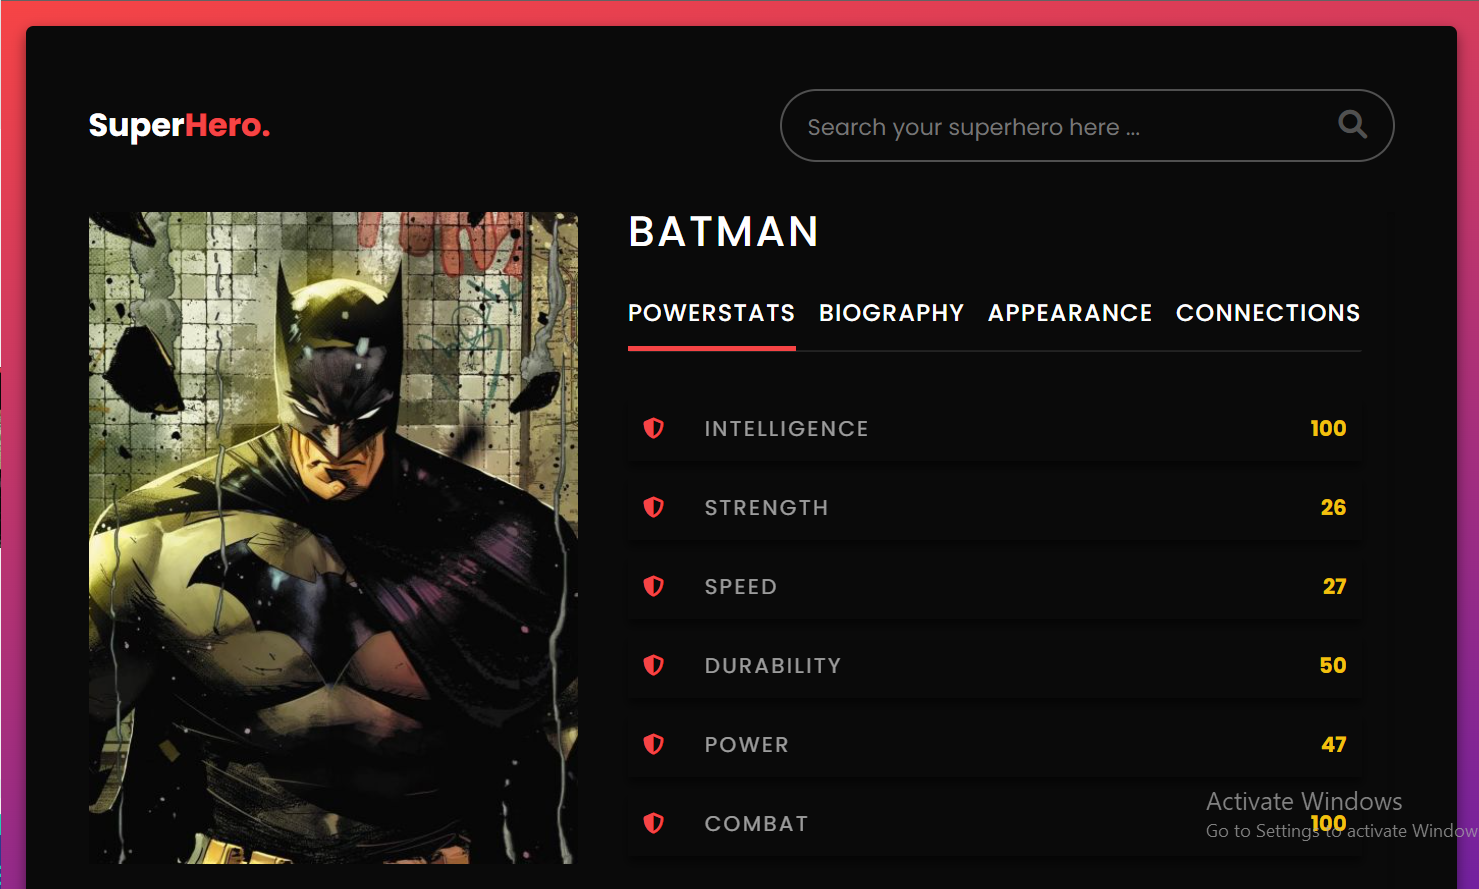 SuperHero.
Search your superhero here ...
BATMAN
POWERSTATS BIOGRAPHY APPEARANCE CONNECTIONS
INTELLIGENCE 100
STRENGTH 26
SPEED 27
DURABILITY 50
POWER 47
COMBAT 100
Activate Windows
Go to Settings to activate Window